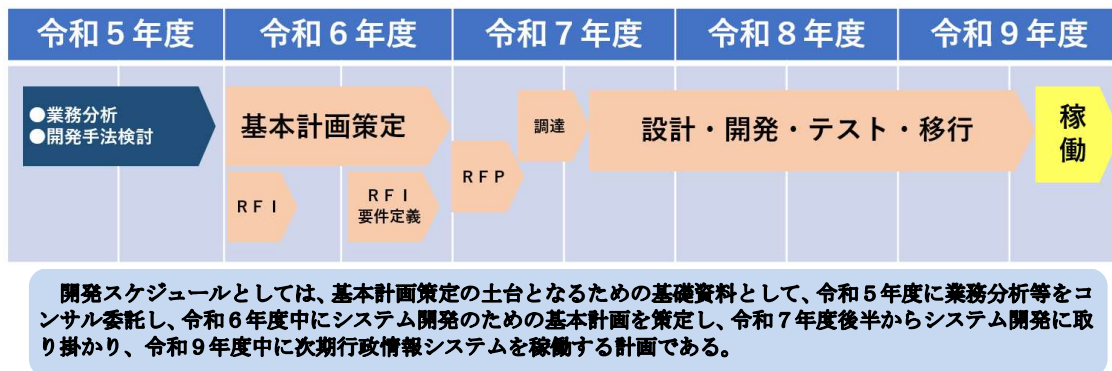 令和５年度
令和６年度
令和７年度
令和８年度
令和９年度
●業務分析
●開発手法検討
基本計画策定
調達
設計・開発・テスト・移行
稼
働
ＲＦＩ
ＲＦＩ
要件定義
ＲＦＰ
開発スケジュールとしては、基本計画策定の土台となるための基礎資料として、令和５年度に業務分析等をコ
ンサル委託し、令和６年度中にシステム開発のための基本計画を策定し、令和７年度後半からシステム開発に取
り掛かり、令和９年度中に次期行政情報システムを稼働する計画である。